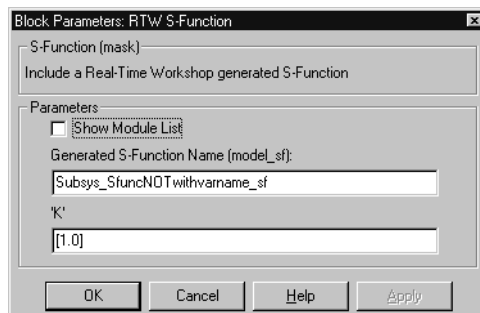 Block Parameters: RTW S-Function
S-Function (mask)
Include a Real-Time Workshop generated S-Function
Parameters
Show Module List
Generated S-Function Name (model_sf):
Subsys_SfuncNOTwithvarname_sf
'K'
[1.0]
OK Cancel Help Apply